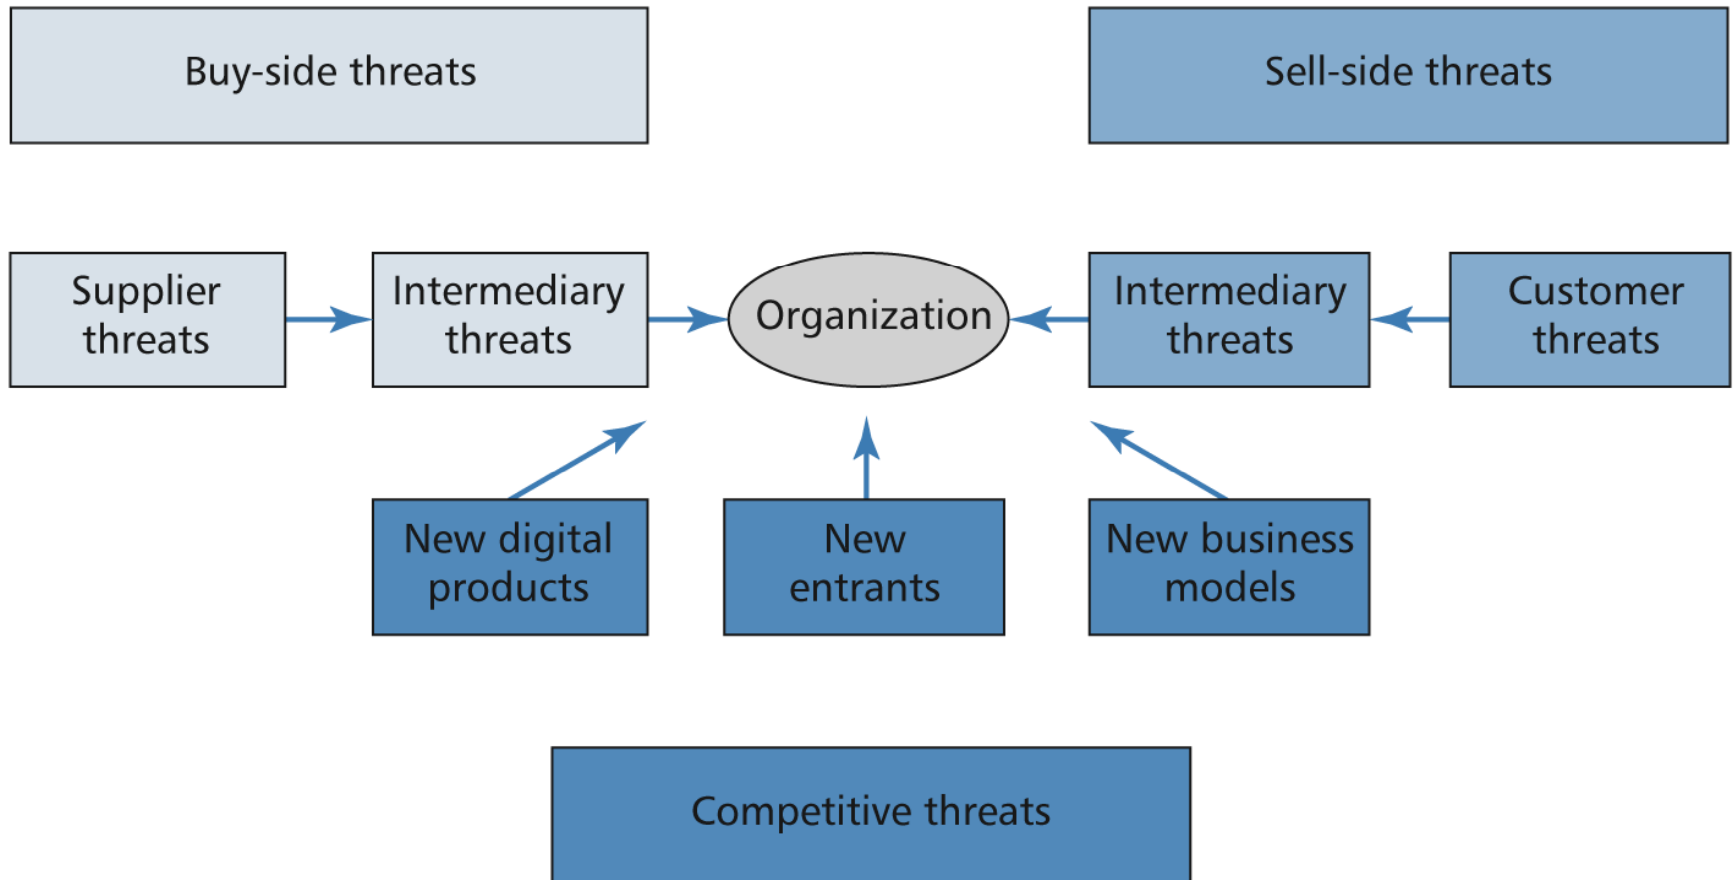 Buy-side threats
Sell-side threats
Supplier
threats
Intermediary
threats
Organization
Intermediary
threats
Customer
threats
New digital
products
New
entrants
New business
models
Competitive threats